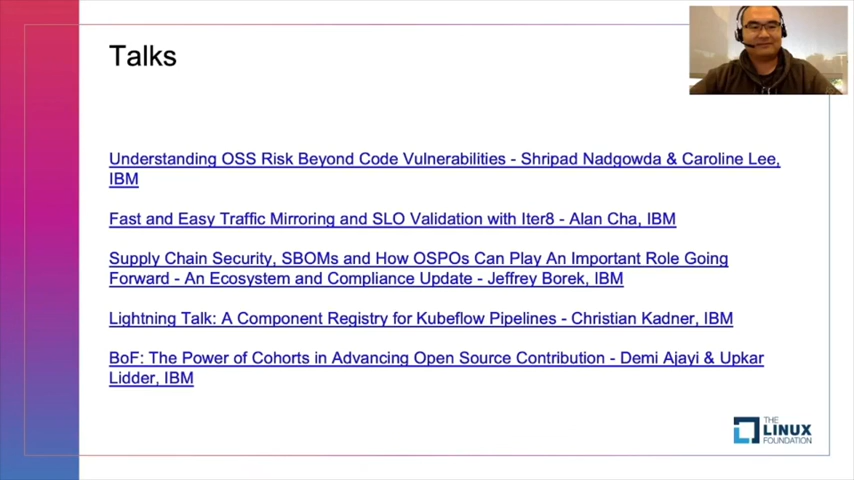 Talks
Understanding OSS Risk Beyond Code Vulnerabilities - Shripad Nadgowda & Caroline Lee,
IBM
Fast and Easy Traffic Mirroring and SLO Validation with Iter8 - Alan Cha, IBM
Supply Chain Security, SBOMs and How OSPOs Can Play An Important Role Going
Forward - An Ecosystem and Compliance Update - Jeffrey Borek, IBM
Lightning Talk: A Component Registry for Kubeflow Pipelines - Christian Kadner, IBM
BoF: The Power of Cohorts in Advancing Open Source Contribution - Demi Ajayi & Upkar
Lidder, IBM
THE
LINUX
FOUNDATION